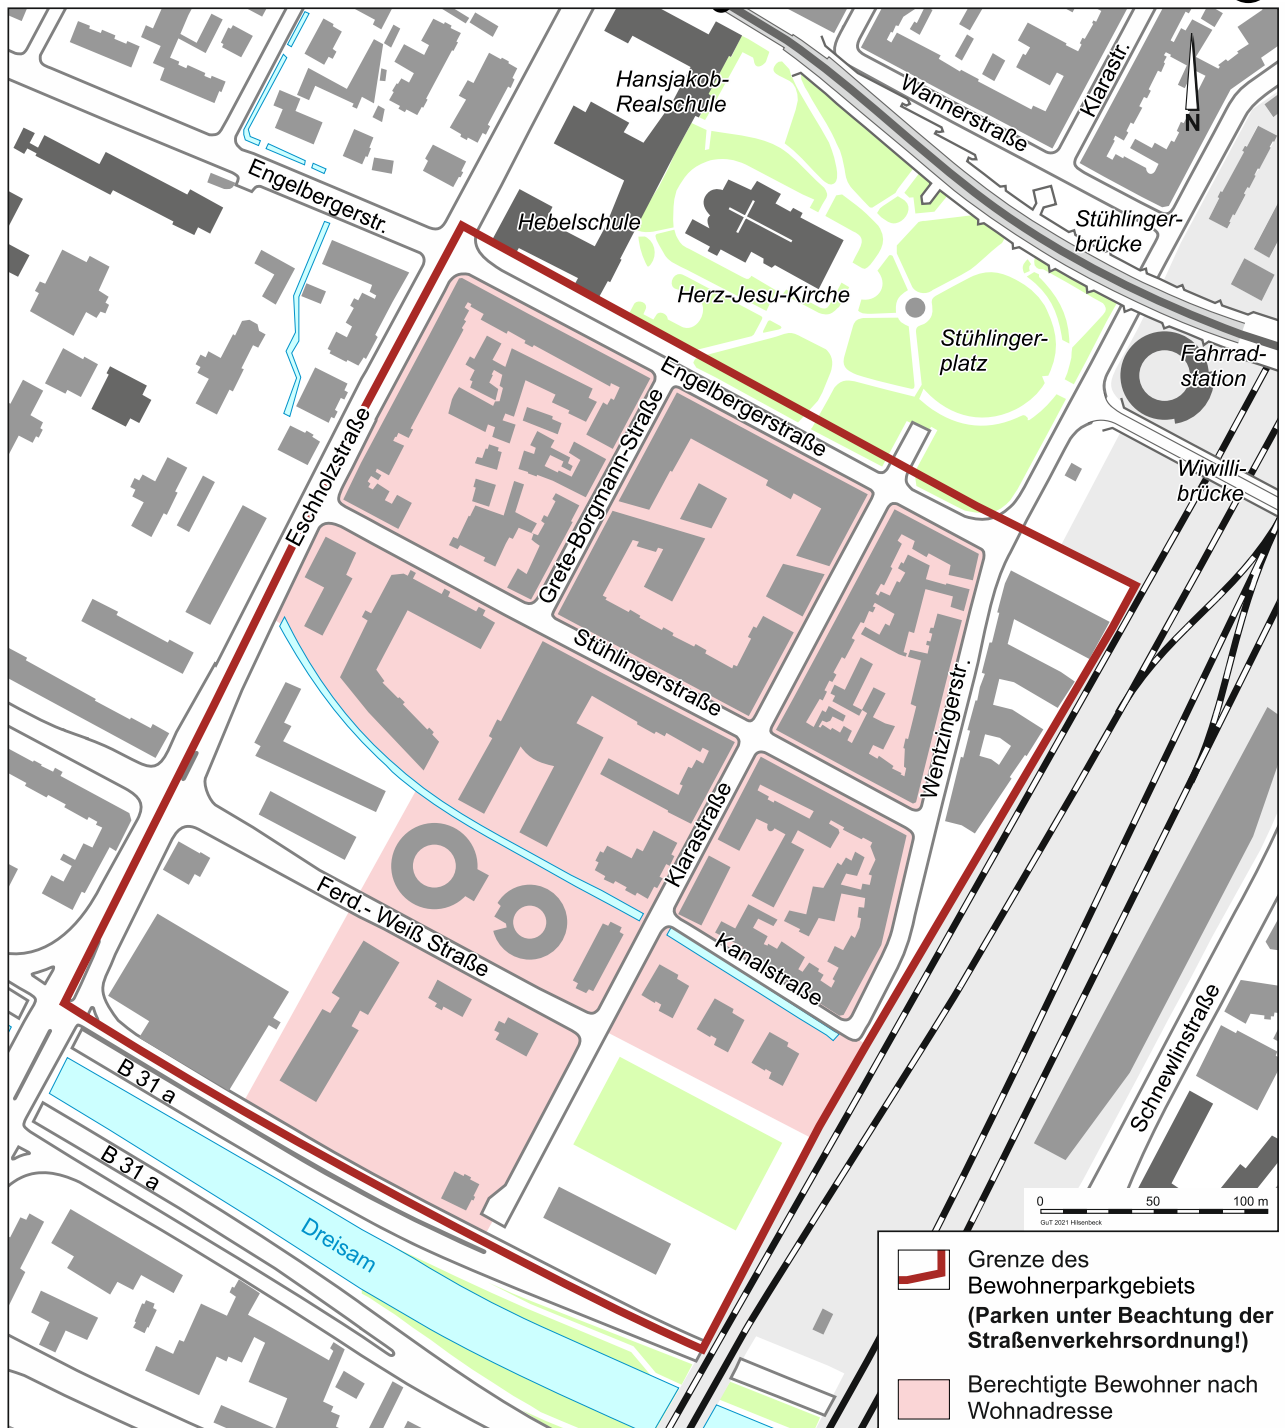 Hansjakob-
Realschule
Wannerstraße
Klarastr.
N
Engelbergerstr.
Hebelschule
Stühlinger-
brücke
Herz-Jesu-Kirche
Stühlinger-
platz
Fahrrad-
station
Engelbergerstraße
Eschholzstraße
Grete-Borgmann-Straße
Wiwilli-
brücke
Stühlingerstraße
Wentzingerstr.
Klarastraße
Ferd.- Weiß Straße
Kanalstraße
Schnewlinstraße
B 31 a
B 31 a
Dreisam
0 50 100 m
GuT 2021 Hilsenbeck
Grenze des
Bewohnerparkgebiets
(Parken unter Beachtung der
Straßenverkehrsordnung!)
Berechtigte Bewohner nach
Wohnadresse